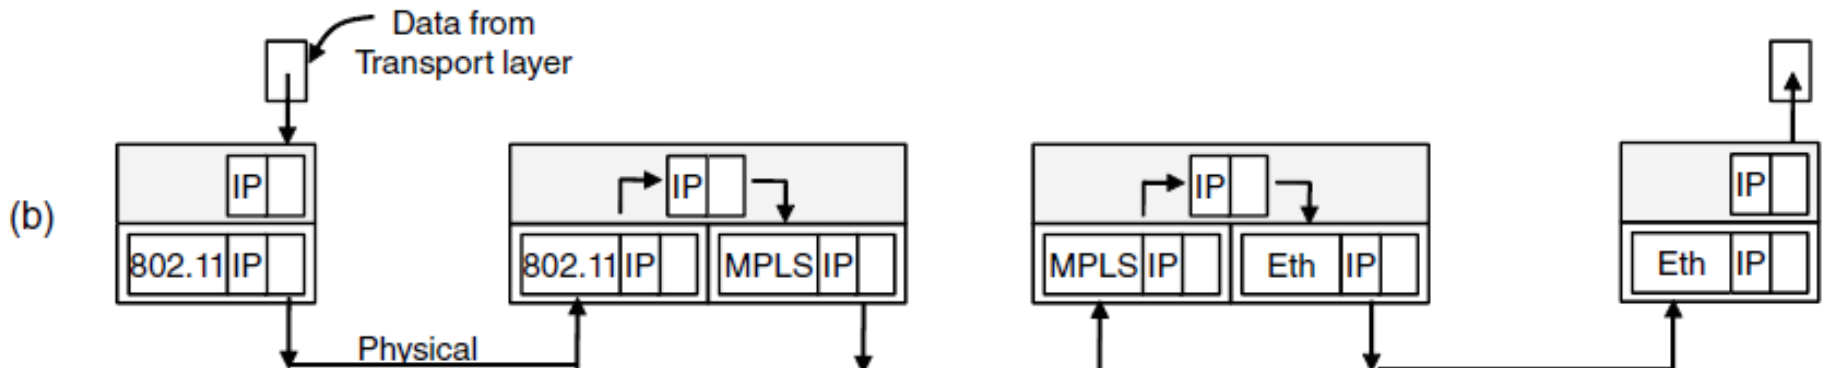 Data from
Transport layer
(b)
IP
IP
IP
IP
802.11 IP
802.11 IP
MPLS IP
MPLS IP
Eth IP
Eth IP
Physical